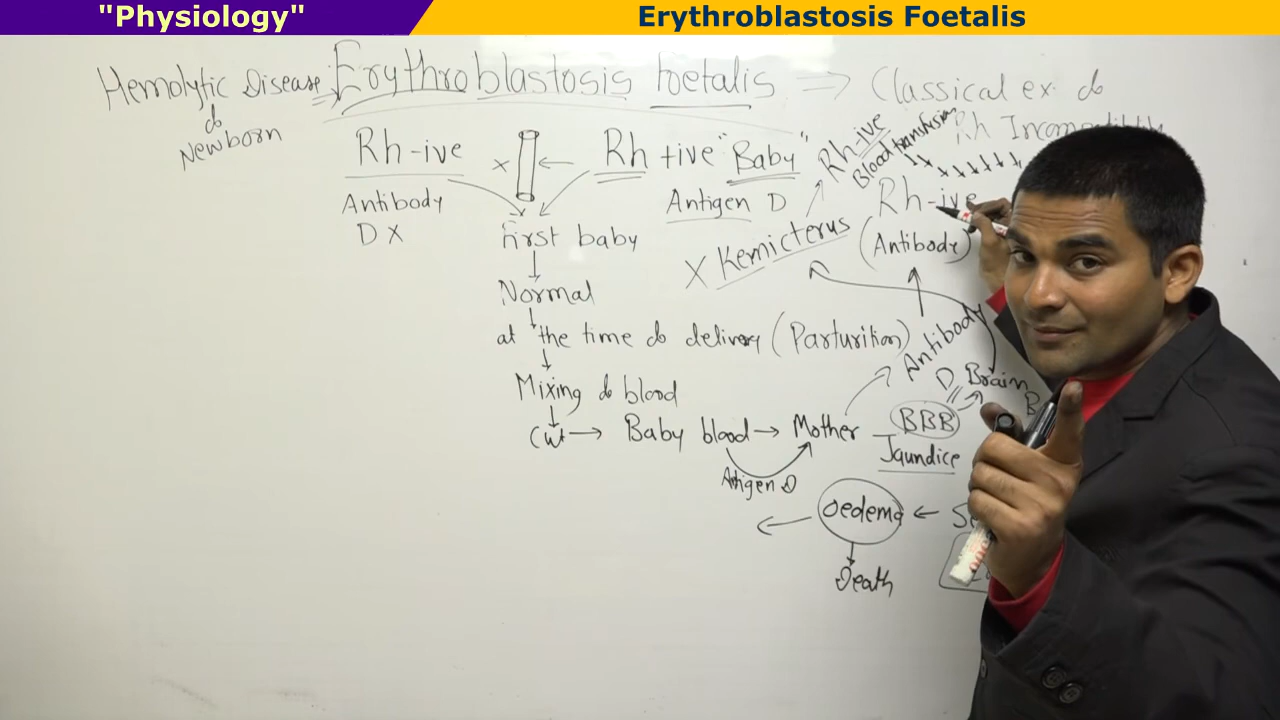 "Physiology"
Erythroblastosis Foetalis
Hemolytic Disease
of
Newborn
Erythroblastosis foetalis ⇒ Classical ex. of
Rh
Rh -ive
Antibody
D X
X
Rh +ive "Baby"
Antigen D
First baby
Normal
at the time of delivery (Parturition)
Mixing of blood
Cut → Baby blood → Mother
Antigen D
Antibody
D
Rh-ive
Blood transfusion
Rh-ive
(Antibody)
X Kernicterus
Brain
B
BBB
Jaundice
Oedema ←
Death